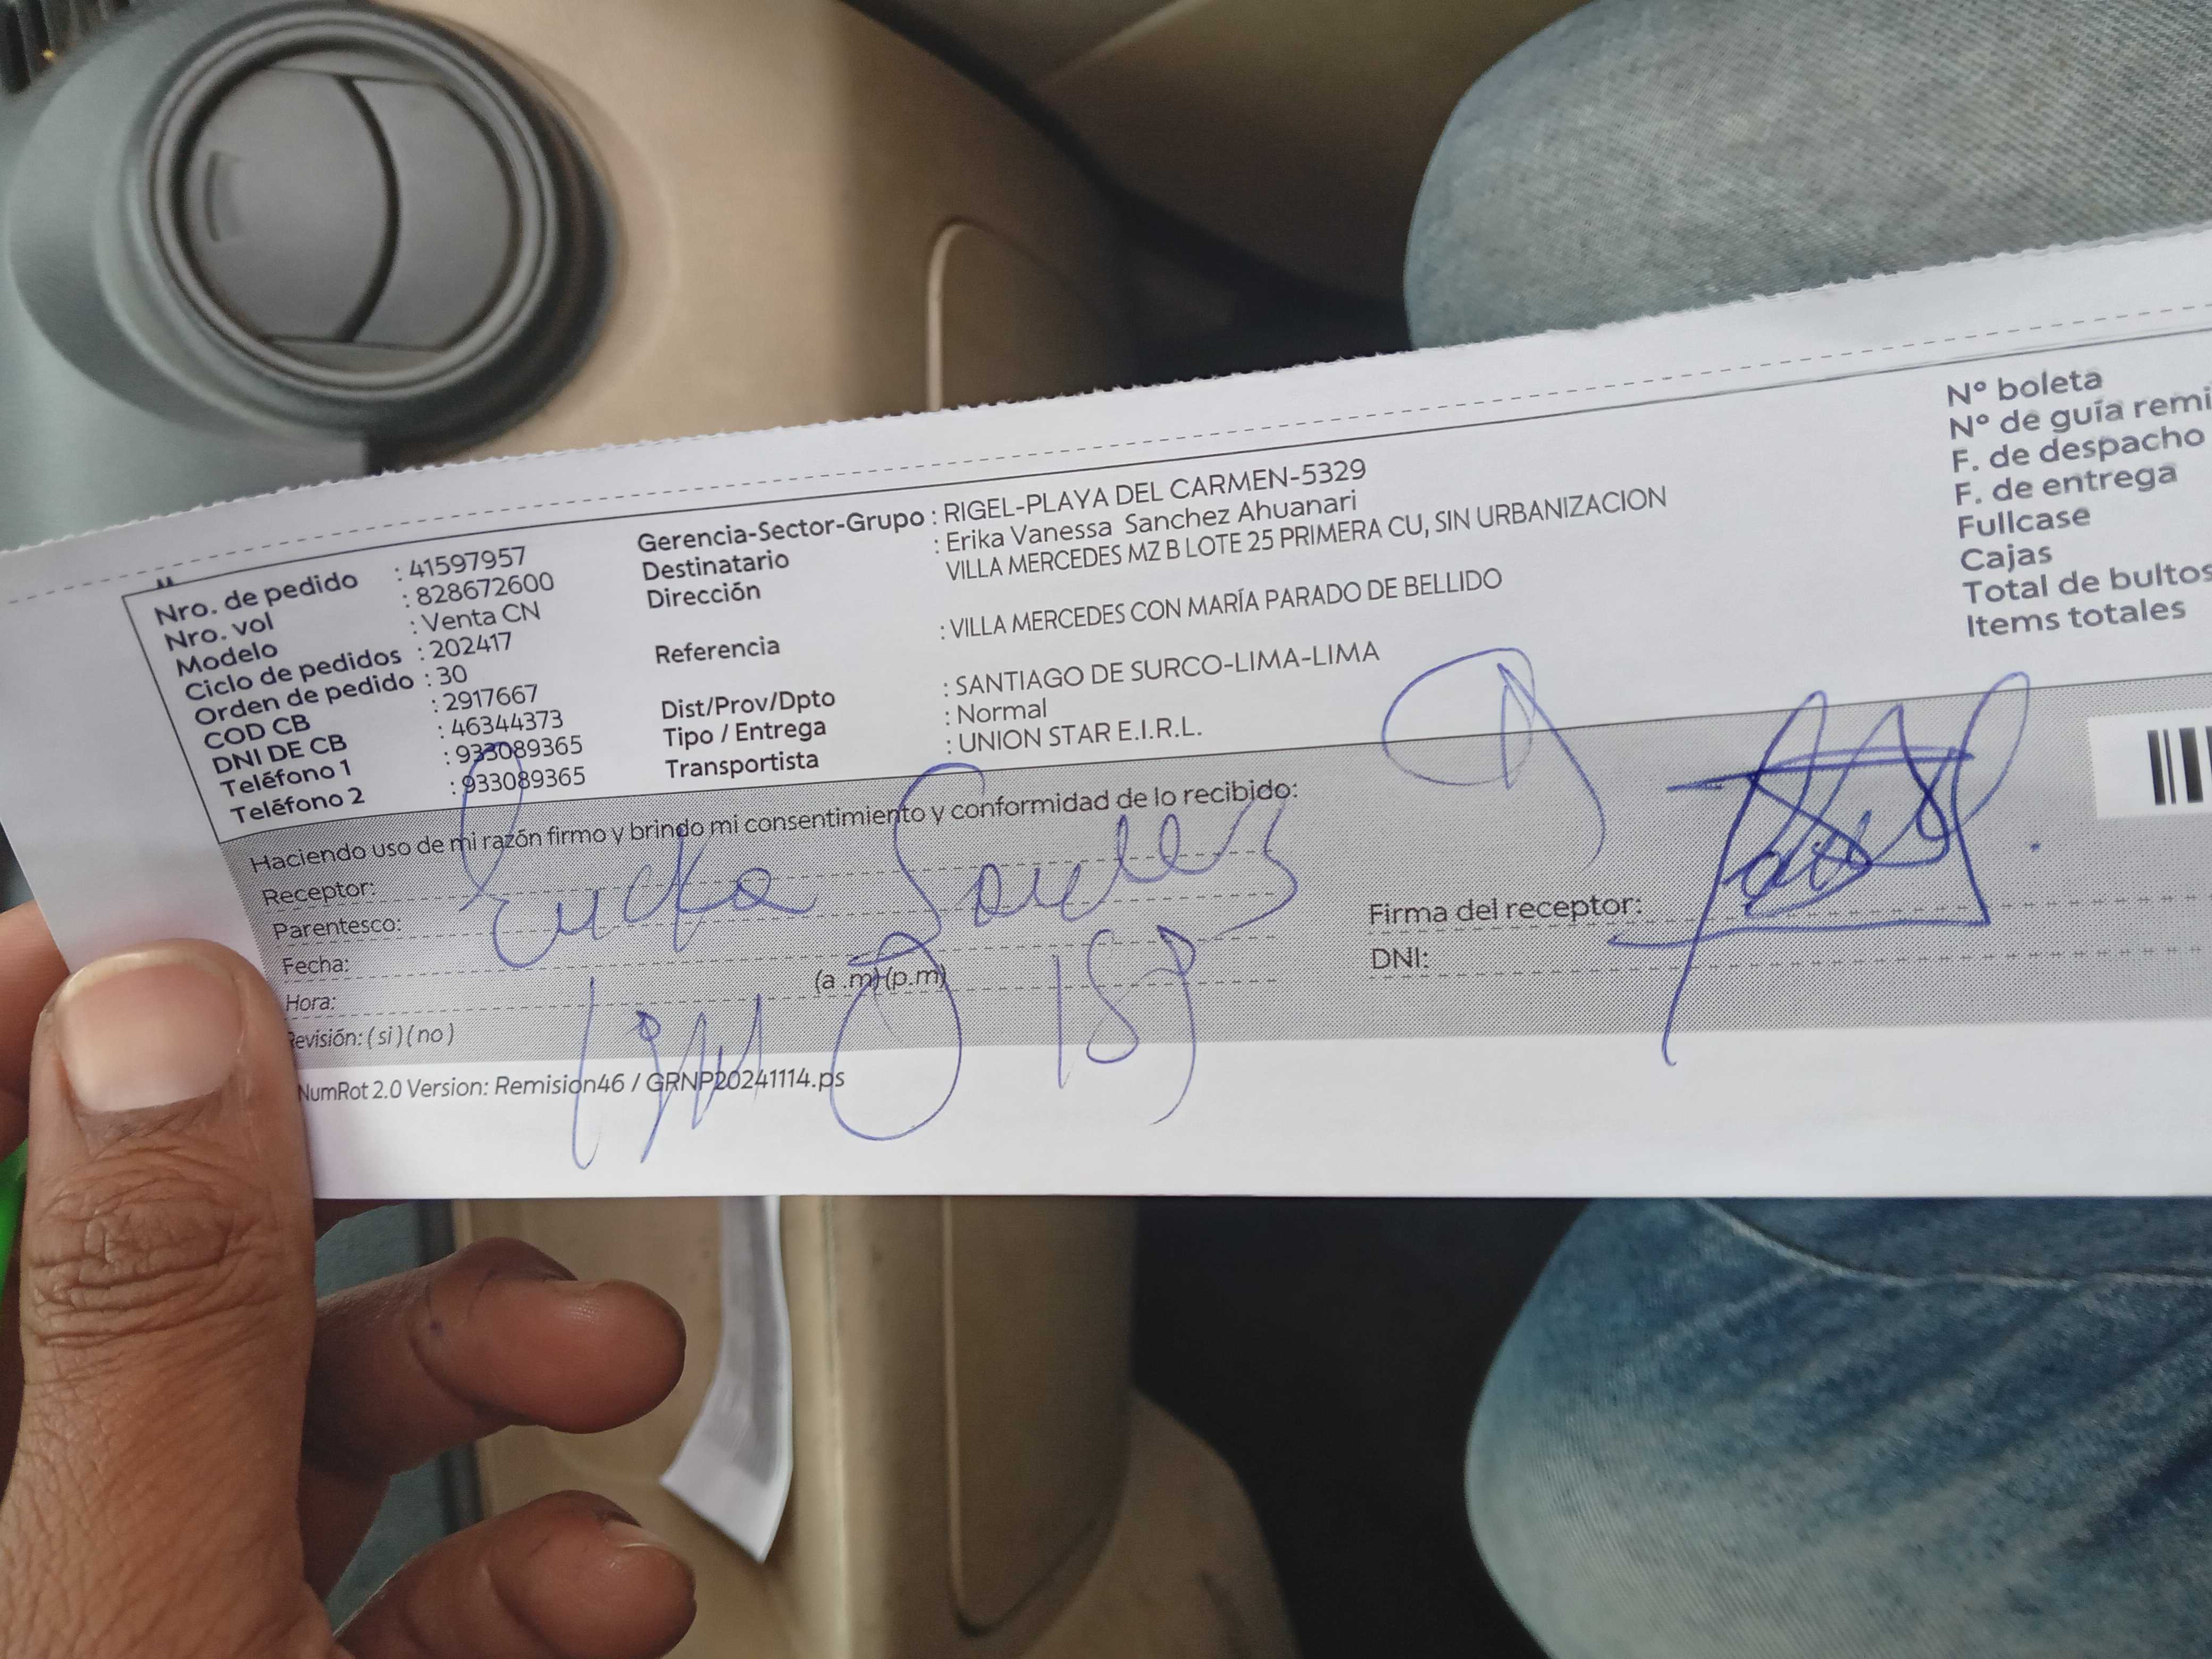 Nro. de pedido : 41597957
Nro. vol : 828672600
Modelo : Venta CN
Ciclo de pedidos : 202417
Orden de pedido : 30
COD CB : 2917667
DNI DE CB : 46344373
Teléfono 1 : 933089365
Teléfono 2 : 933089365
Gerencia-Sector-Grupo : RIGEL-PLAYA DEL CARMEN-5329
Destinatario : Erika Vanessa Sanchez Ahuanari
Dirección : VILLA MERCEDES MZ B LOTE 25 PRIMERA CU, SIN URBANIZACION
Referencia : VILLA MERCEDES CON MARÍA PARADO DE BELLIDO
Dist/Prov/Dpto : SANTIAGO DE SURCO-LIMA-LIMA
Tipo / Entrega : Normal
Transportista : UNION STAR E.I.R.L.
N° boleta
N° de guía remi
F. de despacho
F. de entrega
Fullcase
Cajas
Total de bultos
Items totales
Haciendo uso de mi razón firmo y brindo mi consentimiento y conformidad de lo recibido:
Receptor:
Parentesco:
Fecha:
Hora: (a .m)(p.m)
Revisión: ( si ) ( no )
Firma del receptor:
DNI:
NumRot 2.0 Version: Remision46 / GRNP20241114.ps